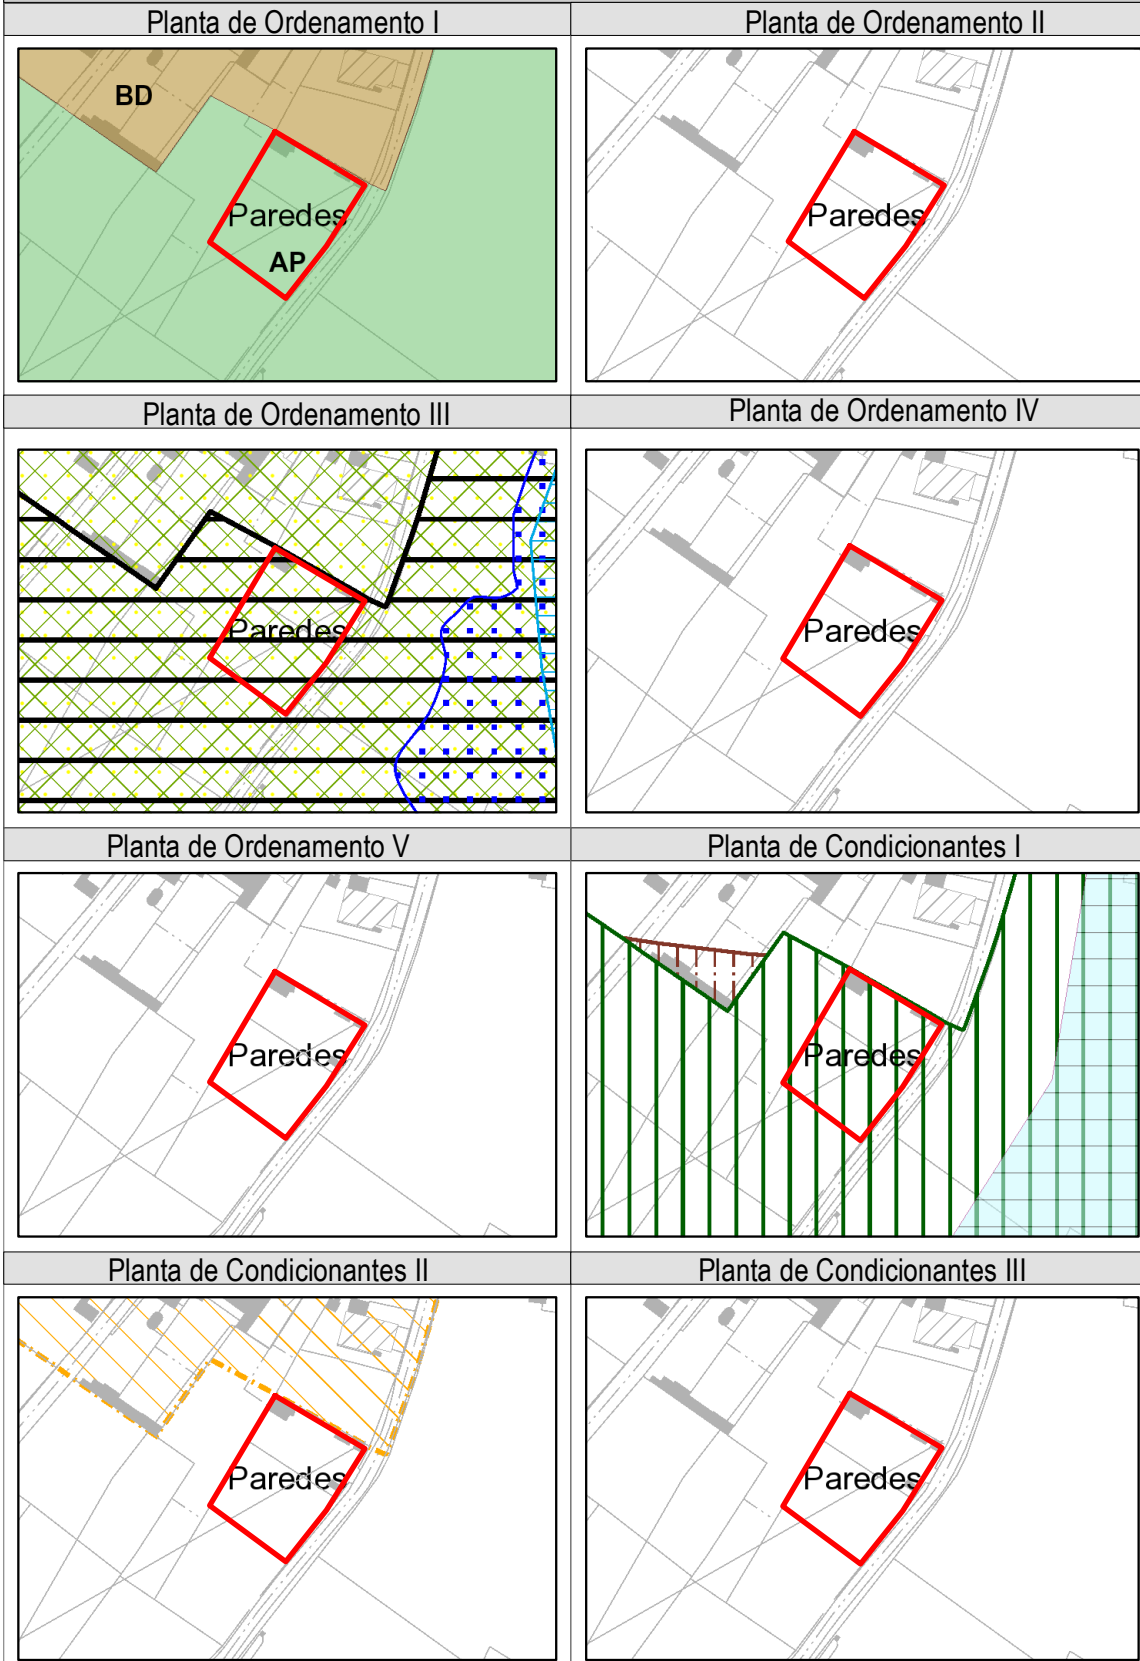 Planta de Ordenamento I
Planta de Ordenamento II
BD
Paredes
AP
Paredes
Planta de Ordenamento III
Planta de Ordenamento IV
Paredes
Paredes
Planta de Ordenamento V
Planta de Condicionantes I
Paredes
Paredes
Planta de Condicionantes II
Planta de Condicionantes III
Paredes
Paredes